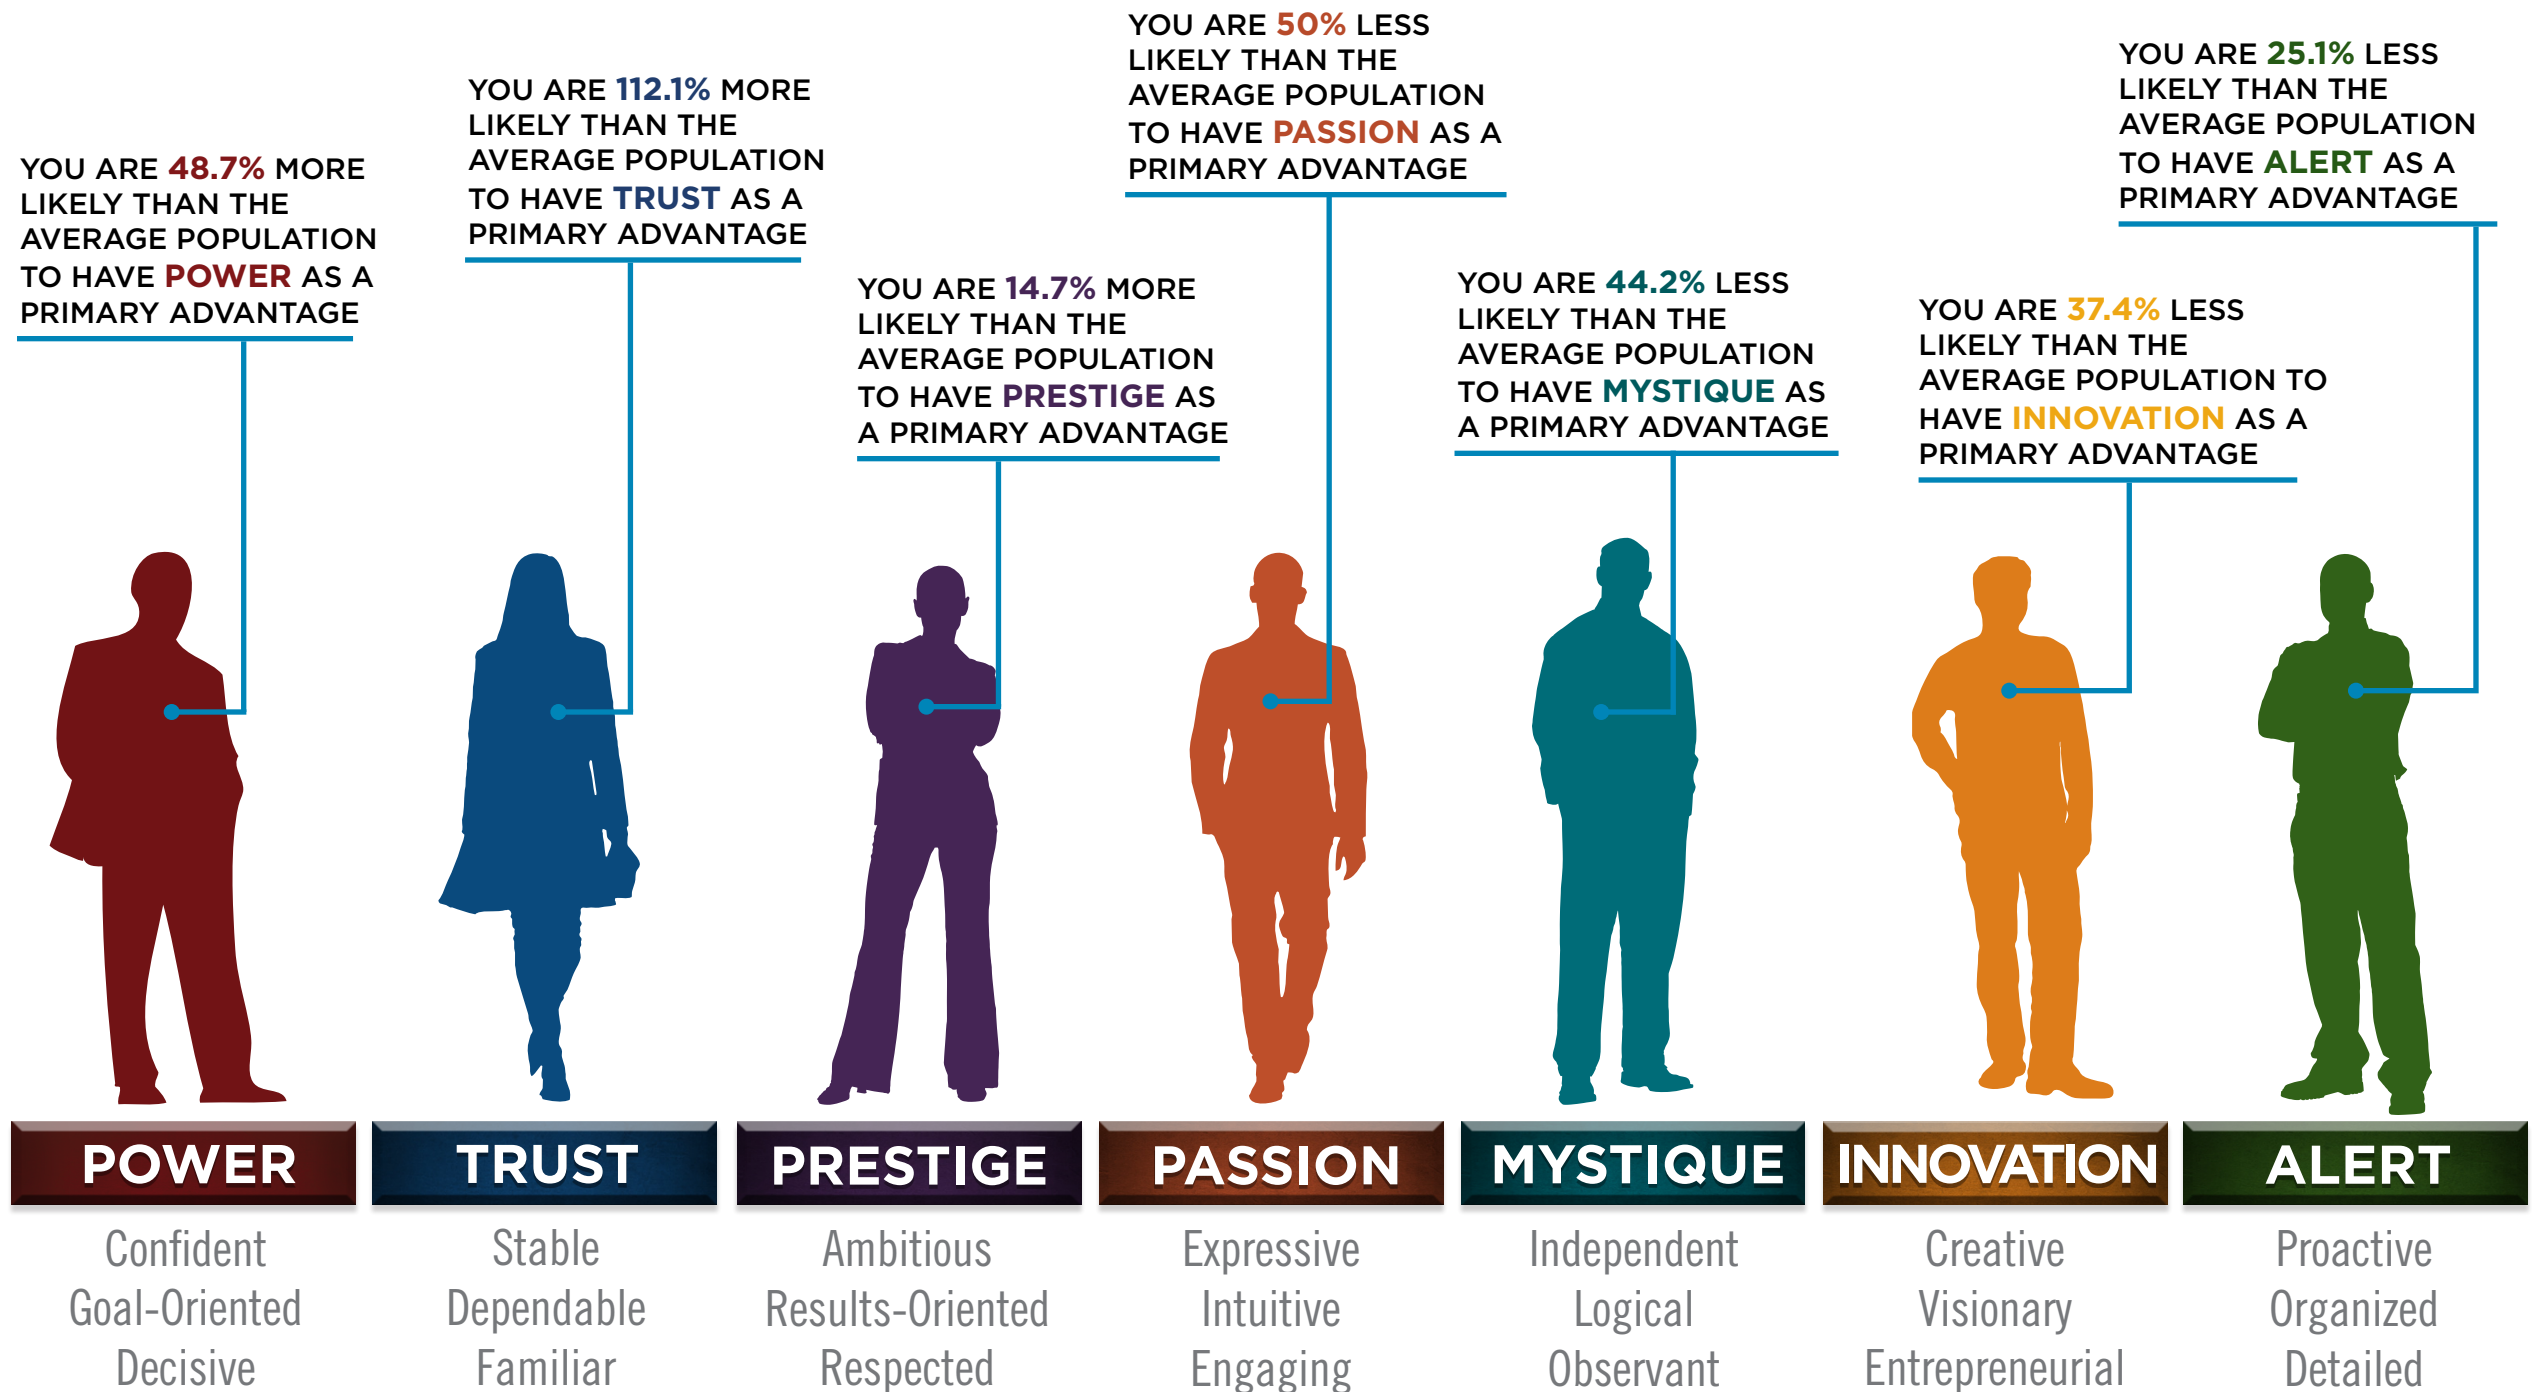 YOU ARE 48.7% MORE
LIKELY THAN THE
AVERAGE POPULATION
TO HAVE POWER AS A
PRIMARY ADVANTAGE
YOU ARE 112.1% MORE
LIKELY THAN THE
AVERAGE POPULATION
TO HAVE TRUST AS A
PRIMARY ADVANTAGE
YOU ARE 14.7% MORE
LIKELY THAN THE
AVERAGE POPULATION
TO HAVE PRESTIGE AS
A PRIMARY ADVANTAGE
YOU ARE 50% LESS
LIKELY THAN THE
AVERAGE POPULATION
TO HAVE PASSION AS A
PRIMARY ADVANTAGE
YOU ARE 44.2% LESS
LIKELY THAN THE
AVERAGE POPULATION
TO HAVE MYSTIQUE AS
A PRIMARY ADVANTAGE
YOU ARE 37.4% LESS
LIKELY THAN THE
AVERAGE POPULATION TO
HAVE INNOVATION AS A
PRIMARY ADVANTAGE
YOU ARE 25.1% LESS
LIKELY THAN THE
AVERAGE POPULATION
TO HAVE ALERT AS A
PRIMARY ADVANTAGE
POWER
Confident
Goal-Oriented
Decisive
TRUST
Stable
Dependable
Familiar
PRESTIGE
Ambitious
Results-Oriented
Respected
PASSION
Expressive
Intuitive
Engaging
MYSTIQUE
Independent
Logical
Observant
INNOVATION
Creative
Visionary
Entrepreneurial
ALERT
Proactive
Organized
Detailed